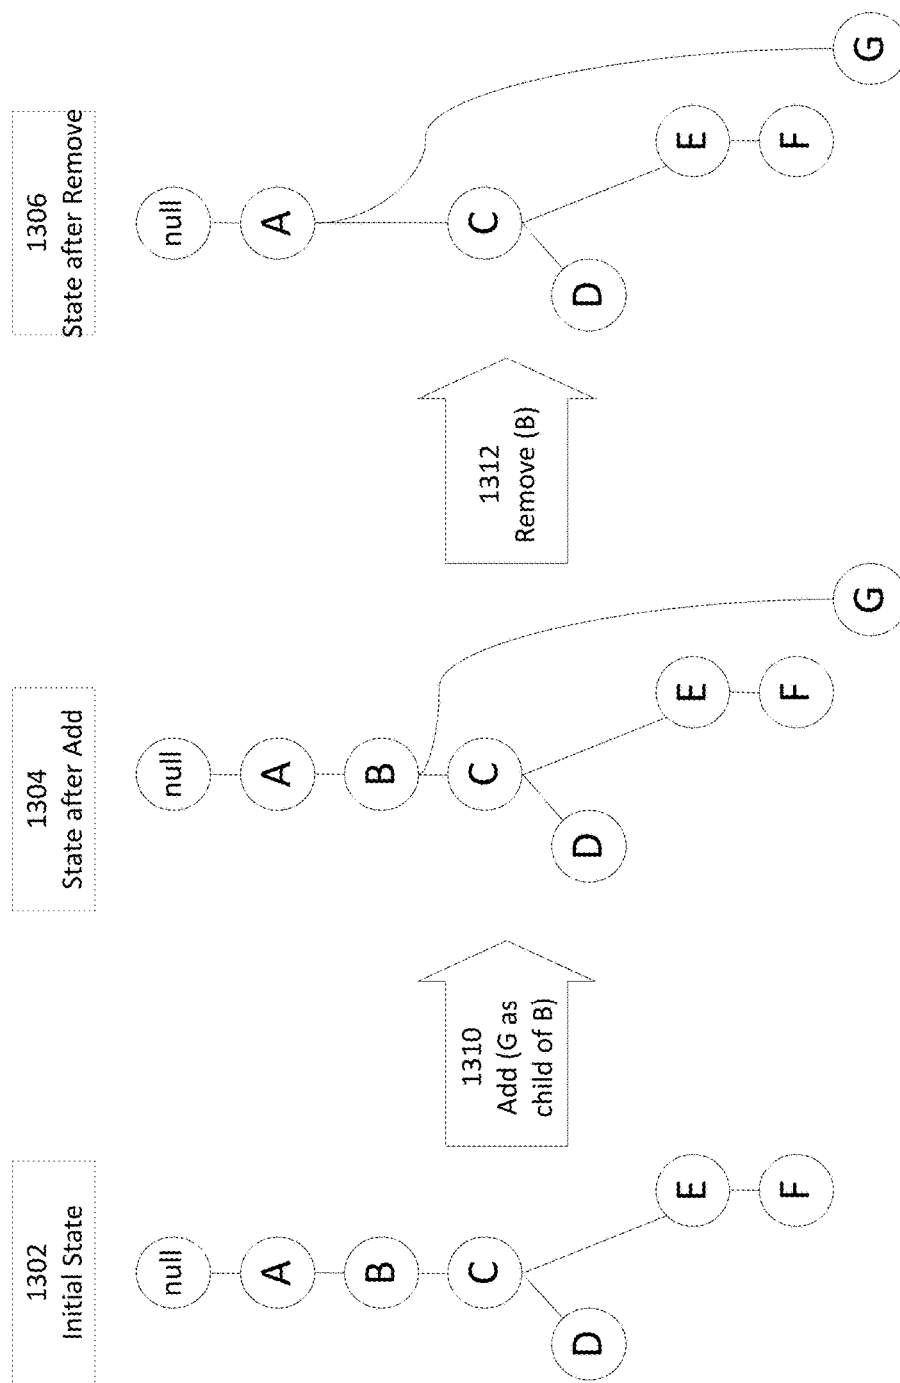 1302
Initial State
null
A
B
C
D
E
F
1310
Add (G as
child of B)
1304
State after Add
null
A
B
C
D
E
F
G
1312
Remove (B)
1306
State after Remove
null
A
C
D
E
F
G